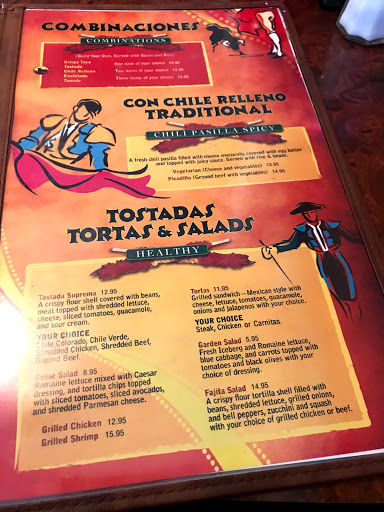 COMBINACIONES
COMBINATIONS
(Build Your Own, Served with Beans and Rice)
Crispy Taco
Tostada
Chile Relleno
Enchilada
Tamale
One item of your choice 10.95
Two items of your choice 12.95
Three items of your choice
CON CHILE RELLENO
TRADITIONAL
CHILI PASILLA SPICY
A fresh chili pasilla filled with cheese mozarela, covered with egg batter
and topped with juicy sauce. Served with rice & beans.
Vegetarian (Cheese and vegetables) 13.95
Picadillo (Ground beef with vegetables) 14.95
TOSTADAS
TORTAS & SALADS
HEALTHY
Tostada Suprema 12.95
A crispy flour shell covered with beans,
meat topped with shredded lettuce,
cheese, sliced tomatoes, guacamole,
and sour cream.
YOUR CHOICE
Chile Colorado, Chile Verde,
Shredded Chicken, Shredded Beef,
Ground Beef.
Cesar Salad 8.95
Romaine lettuce mixed with Caesar
dressing, and tortilla chips topped
with sliced tomatoes, sliced avocados,
and shredded Parmesan cheese.
Grilled Chicken 12.95
Grilled Shrimp 15.95
Tortas 11.95
Grilled sandwich—Mexican style with
cheese, lettuce, tomatoes, guacamole,
onions and jalapenos with your choice.
YOUR CHOICE
Steak, Chicken or Carnitas.
Garden Salad 5.95
Fresh Iceberg and Romaine lettuce,
blue cabbage, and carrots topped with
tomatoes and black olives with your
choice of dressing.
Fajita Salad 14.95
A crispy flour tortilla shell filled with
beans, shredded lettuce, grilled onions,
and bell peppers, zucchini and squash
with your choice of grilled chicken or beef.